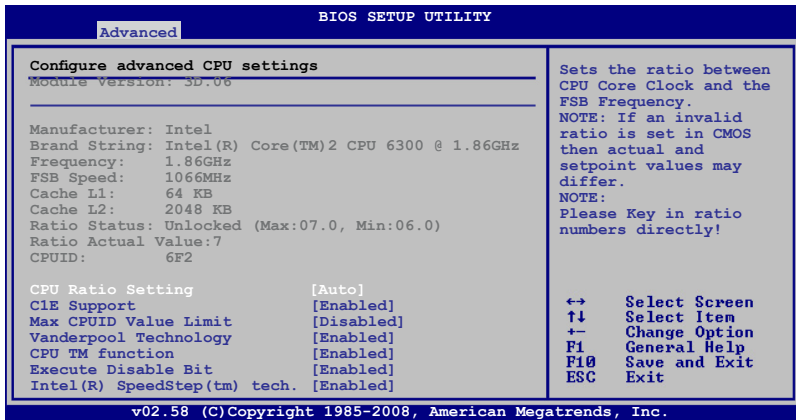 BIOS SETUP UTILITY
Advanced
Configure advanced CPU settings
Module Version: 3D.06
Manufacturer: Intel
Brand String: Intel(R) Core(TM)2 CPU 6300 @ 1.86GHz
Frequency: 1.86GHz
FSB Speed: 1066MHz
Cache L1: 64 KB
Cache L2: 2048 KB
Ratio Status: Unlocked (Max:07.0, Min:06.0)
Ratio Actual Value:7
CPUID: 6F2
CPU Ratio Setting [Auto]
C1E Support [Enabled]
Max CPUID Value Limit [Disabled]
Vanderpool Technology [Enabled]
CPU TM function [Enabled]
Execute Disable Bit [Enabled]
Intel(R) SpeedStep(tm) tech. [Enabled]
Sets the ratio between
CPU Core Clock and the
FSB Frequency.
NOTE: If an invalid
ratio is set in CMOS
then actual and
setpoint values may
differ.
NOTE:
Please Key in ratio
numbers directly!
←→ Select Screen
↑↓ Select Item
+- Change Option
F1 General Help
F10 Save and Exit
ESC Exit
v02.58 (C)Copyright 1985-2008, American Megatrends, Inc.